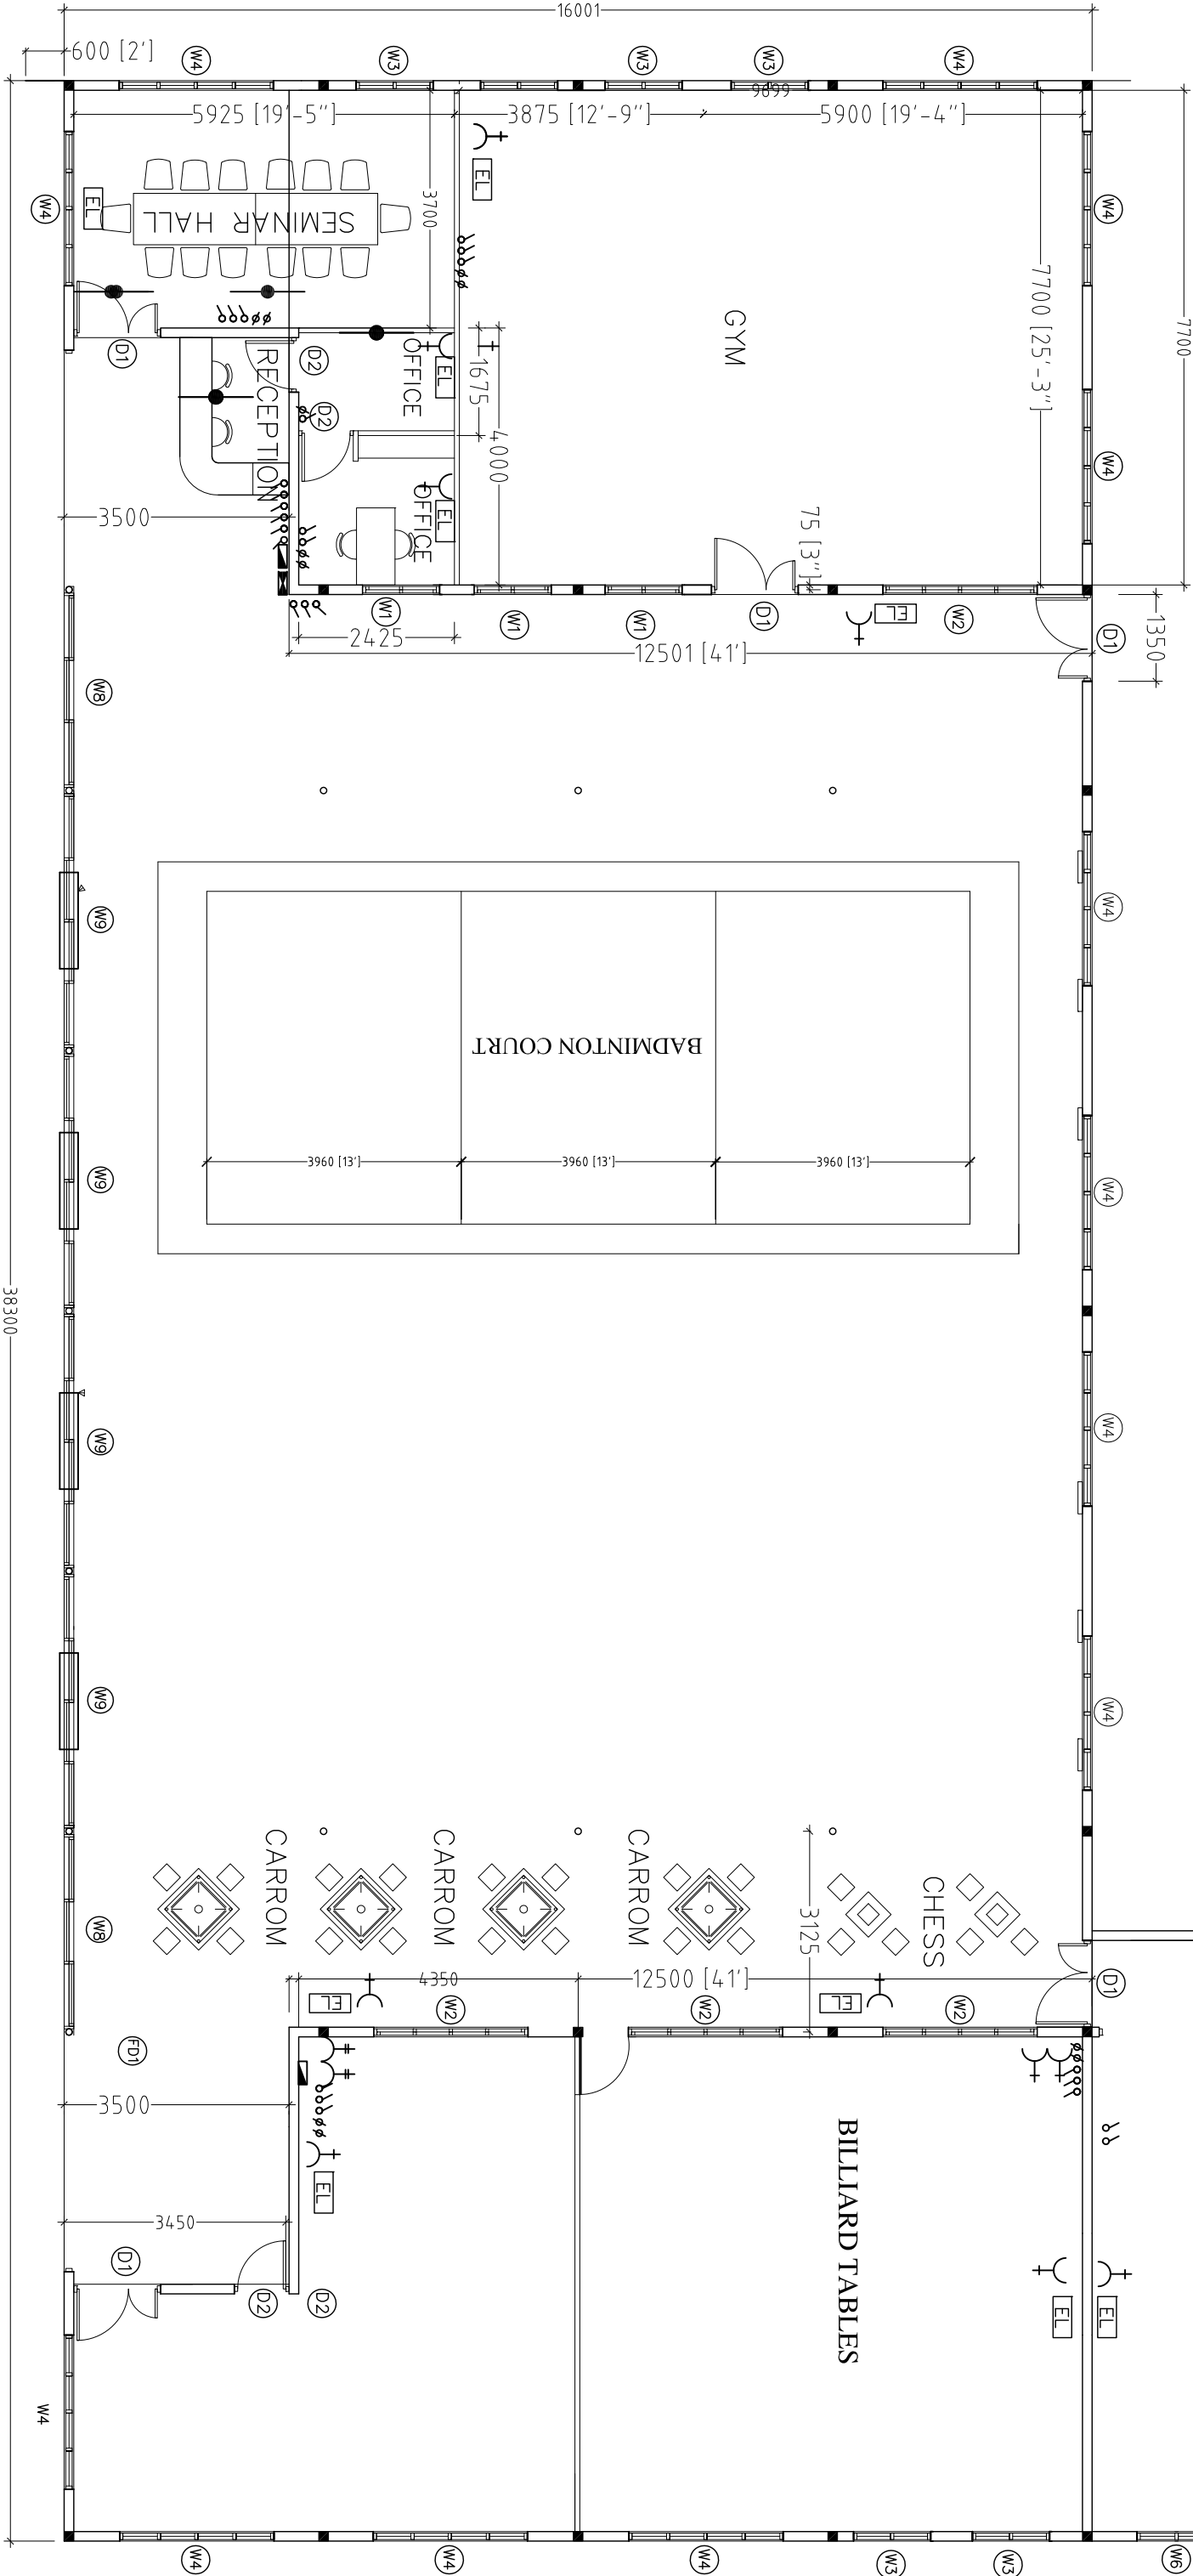 16001
600 [2']
W4
W3
W3
W3
W4
9899
5925 [19'-5"]
3875 [12'-9"]
5900 [19'-4"]
7700
EL
3700
W4
EL
SEMINAR HALL
W4
7700 [25'-3"]
GYM
D1
D2
RECEPTION
OFFICE
EL
1675
D2
4000
W4
OFFICE
EL
3500
75 [3"]
W1
W1
W1
D1
EL
W2
2425
12501 [41']
D1
1350
W8
W9
W4
BADMINTON COURT
3960 [13']
3960 [13']
3960 [13']
W9
W4
38300
W9
W4
W9
W4
CARROM
CARROM
CARROM
CHESS
W8
3125
4350
12500 [41']
D1
EL
W2
W2
EL
W2
FD1
3500
EL
BILLIARD TABLES
3450
D1
D2
D2
EL
EL
W4
W4
W4
W4
W3
W3
W6